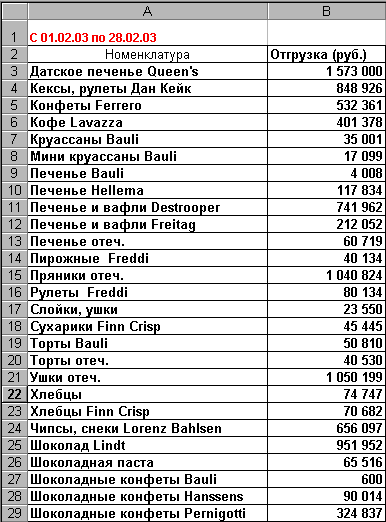 A B
1 С 01.02.03 по 28.02.03
2 Номенклатура Отгрузка (руб.)
3 Датское печенье Queen's 1 573 000
4 Кексы, рулеты Дан Кейк 848 926
5 Конфеты Ferrero 532 361
6 Кофе Lavazza 401 378
7 Круассаны Bauli 35 001
8 Мини круассаны Bauli 17 099
9 Печенье Bauli 4 008
10 Печенье Hellema 117 834
11 Печенье и вафли Destrooper 741 962
12 Печенье и вафли Freitag 212 052
13 Печенье отеч. 60 719
14 Пирожные Freddi 40 134
15 Пряники отеч. 1 040 824
16 Рулеты Freddi 80 134
17 Слойки, ушки 23 550
18 Сухарики Finn Crisp 45 445
19 Торты Bauli 50 810
20 Торты отеч. 40 530
21 Ушки отеч. 1 050 199
22 Хлебцы 74 747
23 Хлебцы Finn Crisp 70 682
24 Чипсы, снеки Lorenz Bahlsen 656 097
25 Шоколад Lindt 951 952
26 Шоколадная паста 65 516
27 Шоколадные конфеты Bauli 600
28 Шоколадные конфеты Hanssens 90 014
29 Шоколадные конфеты Pernigotti 324 837